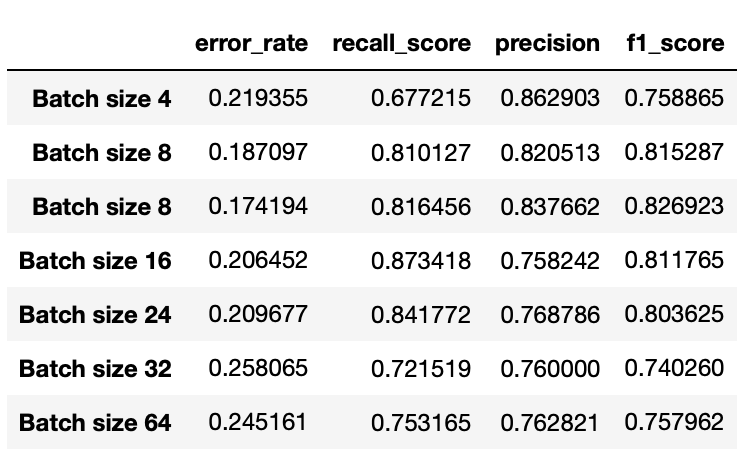 error_rate recall_score precision f1_score
Batch size 4 0.219355 0.677215 0.862903 0.758865
Batch size 8 0.187097 0.810127 0.820513 0.815287
Batch size 8 0.174194 0.816456 0.837662 0.826923
Batch size 16 0.206452 0.873418 0.758242 0.811765
Batch size 24 0.209677 0.841772 0.768786 0.803625
Batch size 32 0.258065 0.721519 0.760000 0.740260
Batch size 64 0.245161 0.753165 0.762821 0.757962